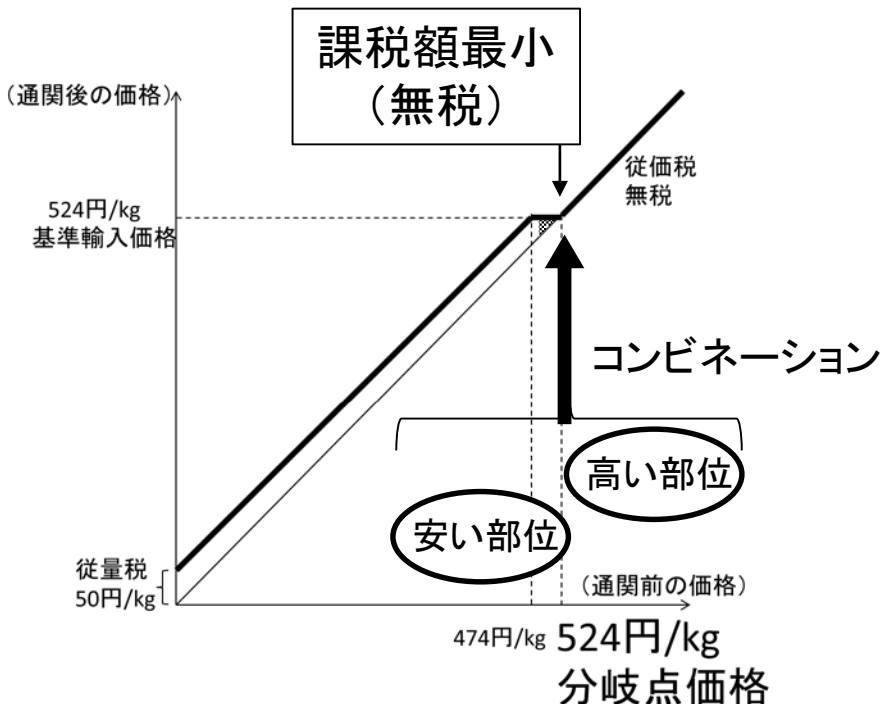 課税額最小
（無税）
（通関後の価格）
従価税
無税
524円/kg
基準輸入価格
コンビネーション
高い部位
安い部位
従量税
50円/kg
（通関前の価格）
474円/kg
524円/kg
分岐点価格